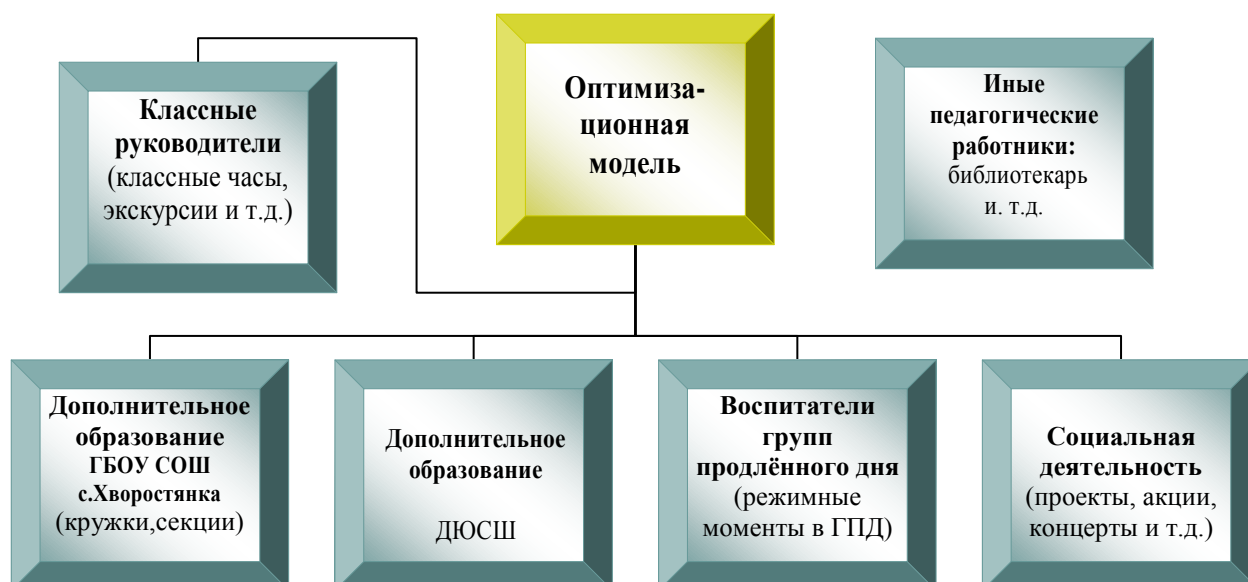 Классные
руководители
(классные часы,
экскурсии и т.д.)
Оптимиза-
ционная
модель
Иные
педагогические
работники:
библиотекарь
и. т.д.
Дополнительное
образование
ГБОУ СОШ
с.Хворостянка
(кружки,секции)
Дополнительное
образование
ДЮСШ
Воспитатели
групп
продлённого дня
(режимные
моменты в ГПД)
Социальная
деятельность
(проекты, акции,
концерты и т.д.)